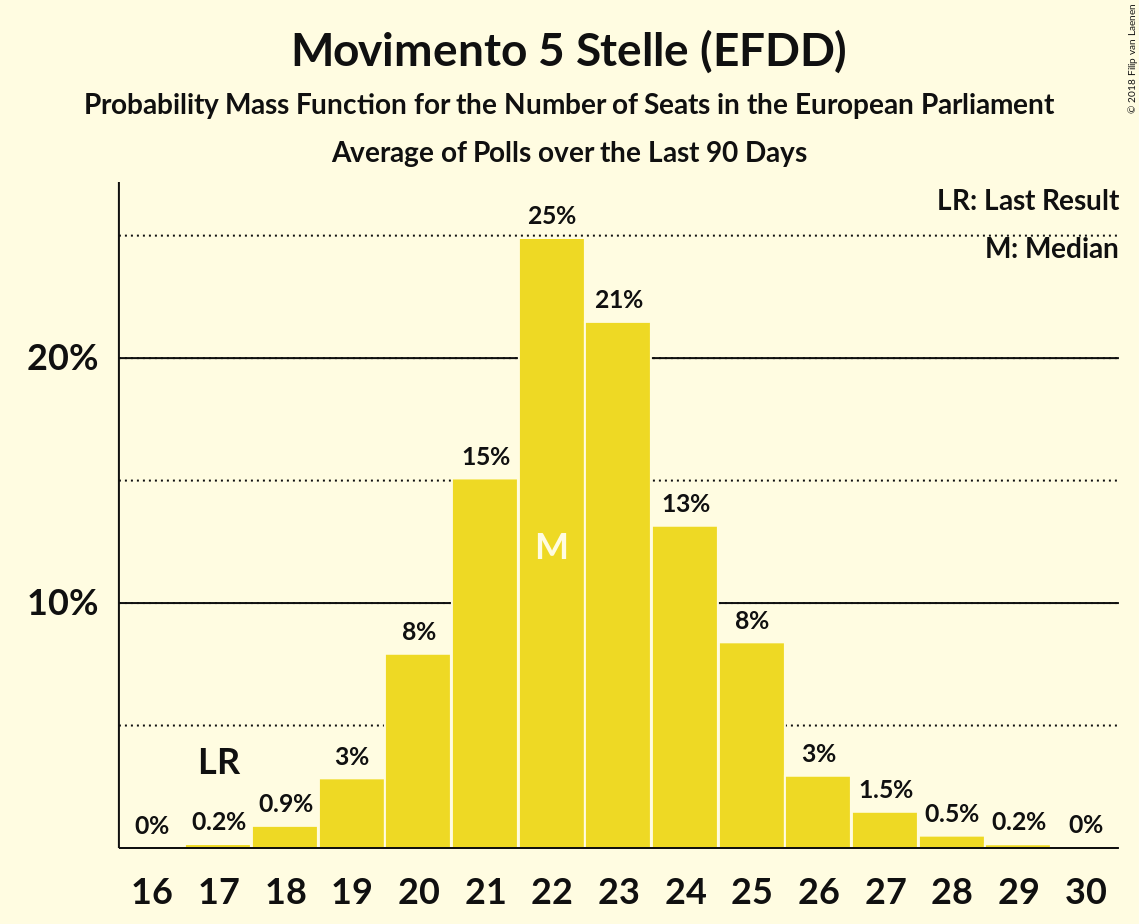 Movimento 5 Stelle (EFDD)
Probability Mass Function for the Number of Seats in the European Parliament
Average of Polls over the Last 90 Days
© 2018 Filip van Laenen
LR: Last Result
M: Median
20%
10%
0%
0.2%
0.9%
3%
8%
15%
25%
21%
13%
8%
3%
1.5%
0.5%
0.2%
0%
LR
M
16 17 18 19 20 21 22 23 24 25 26 27 28 29 30